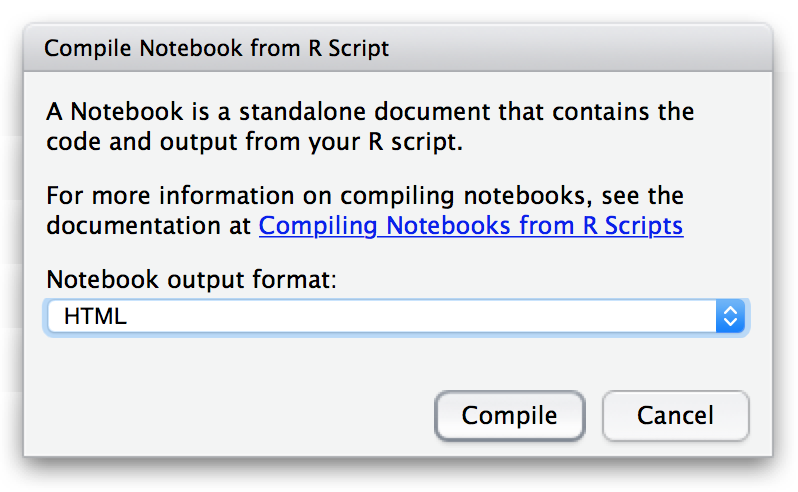 Compile Notebook from R Script
A Notebook is a standalone document that contains the
code and output from your R script.
For more information on compiling notebooks, see the
documentation at Compiling Notebooks from R Scripts
Notebook output format:
HTML
Compile Cancel